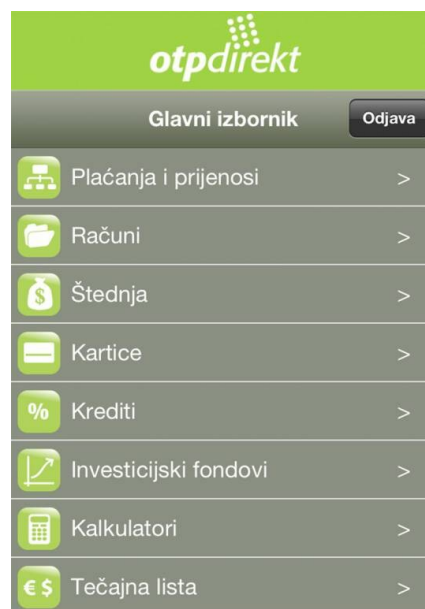 otpdirekt
Glavni izbornik Odjava
Plaćanja i prijenosi >
Računi >
$ Štednja >
Kartice >
% Krediti >
Investicijski fondovi >
Kalkulatori >
€ $ Tečajna lista >